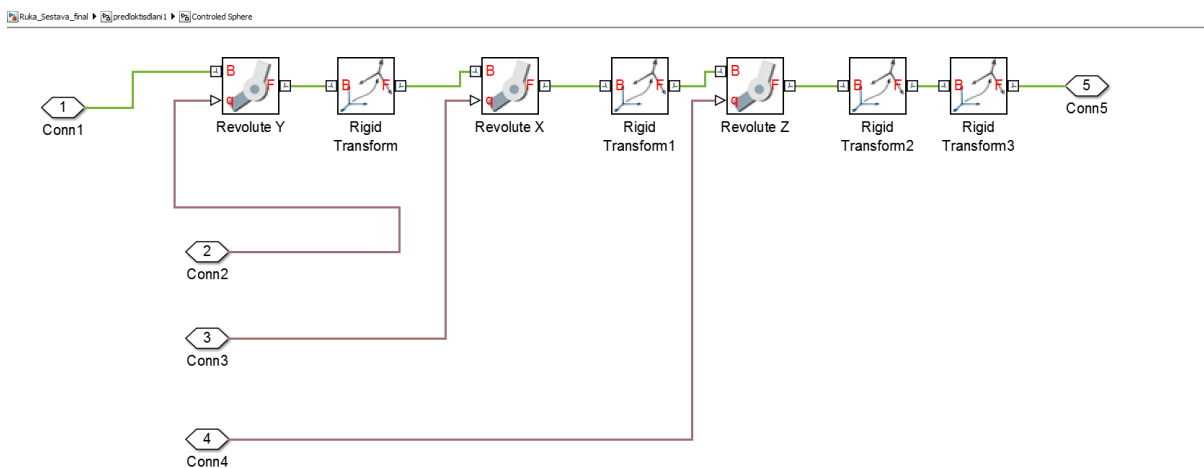 Ruka_Sestava_final ▶ predloktisdlani1 ▶ Controled Sphere
B
q
F
Revolute Y
B
F
Rigid
Transform
B
q
F
Revolute X
B
F
Rigid
Transform1
B
q
F
Revolute Z
B
F
Rigid
Transform2
B
F
Rigid
Transform3
1
Conn1
5
Conn5
2
Conn2
3
Conn3
4
Conn4